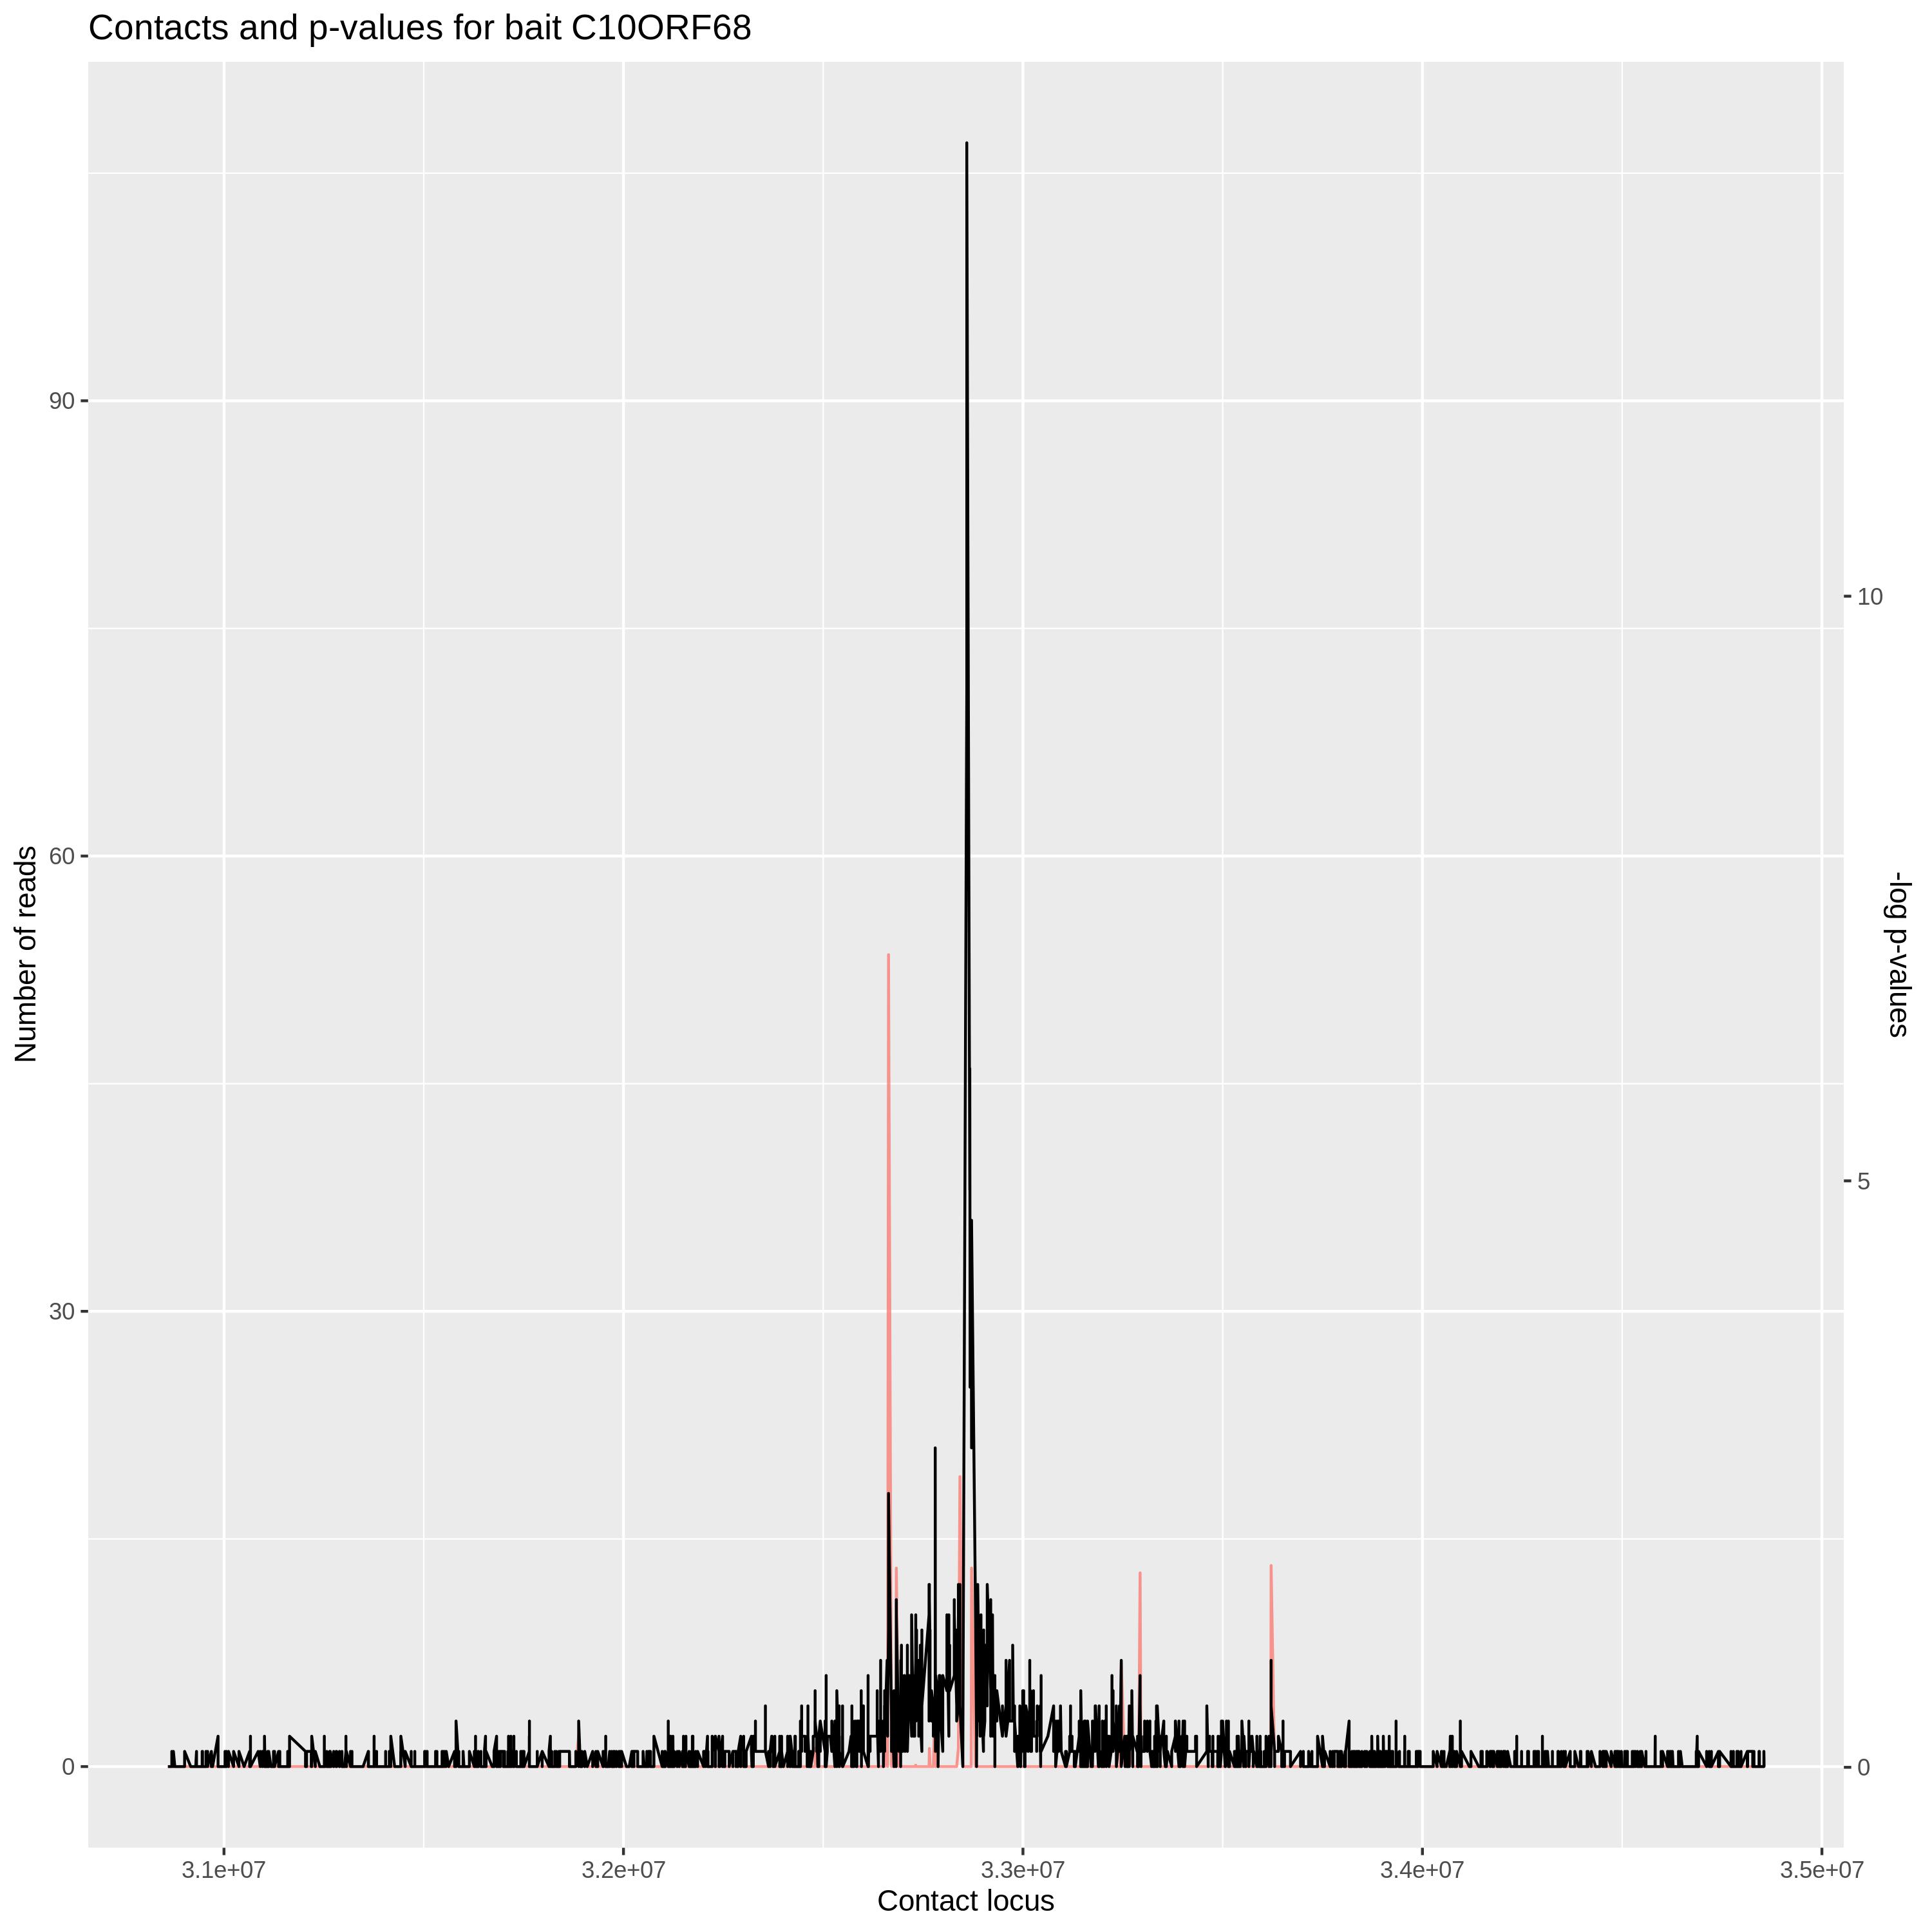 Contacts and p-values for bait C10ORF68
90
60
30
0
10
5
0
Number of reads
-log p-values
3.1e+07 3.2e+07 3.3e+07 3.4e+07 3.5e+07
Contact locus